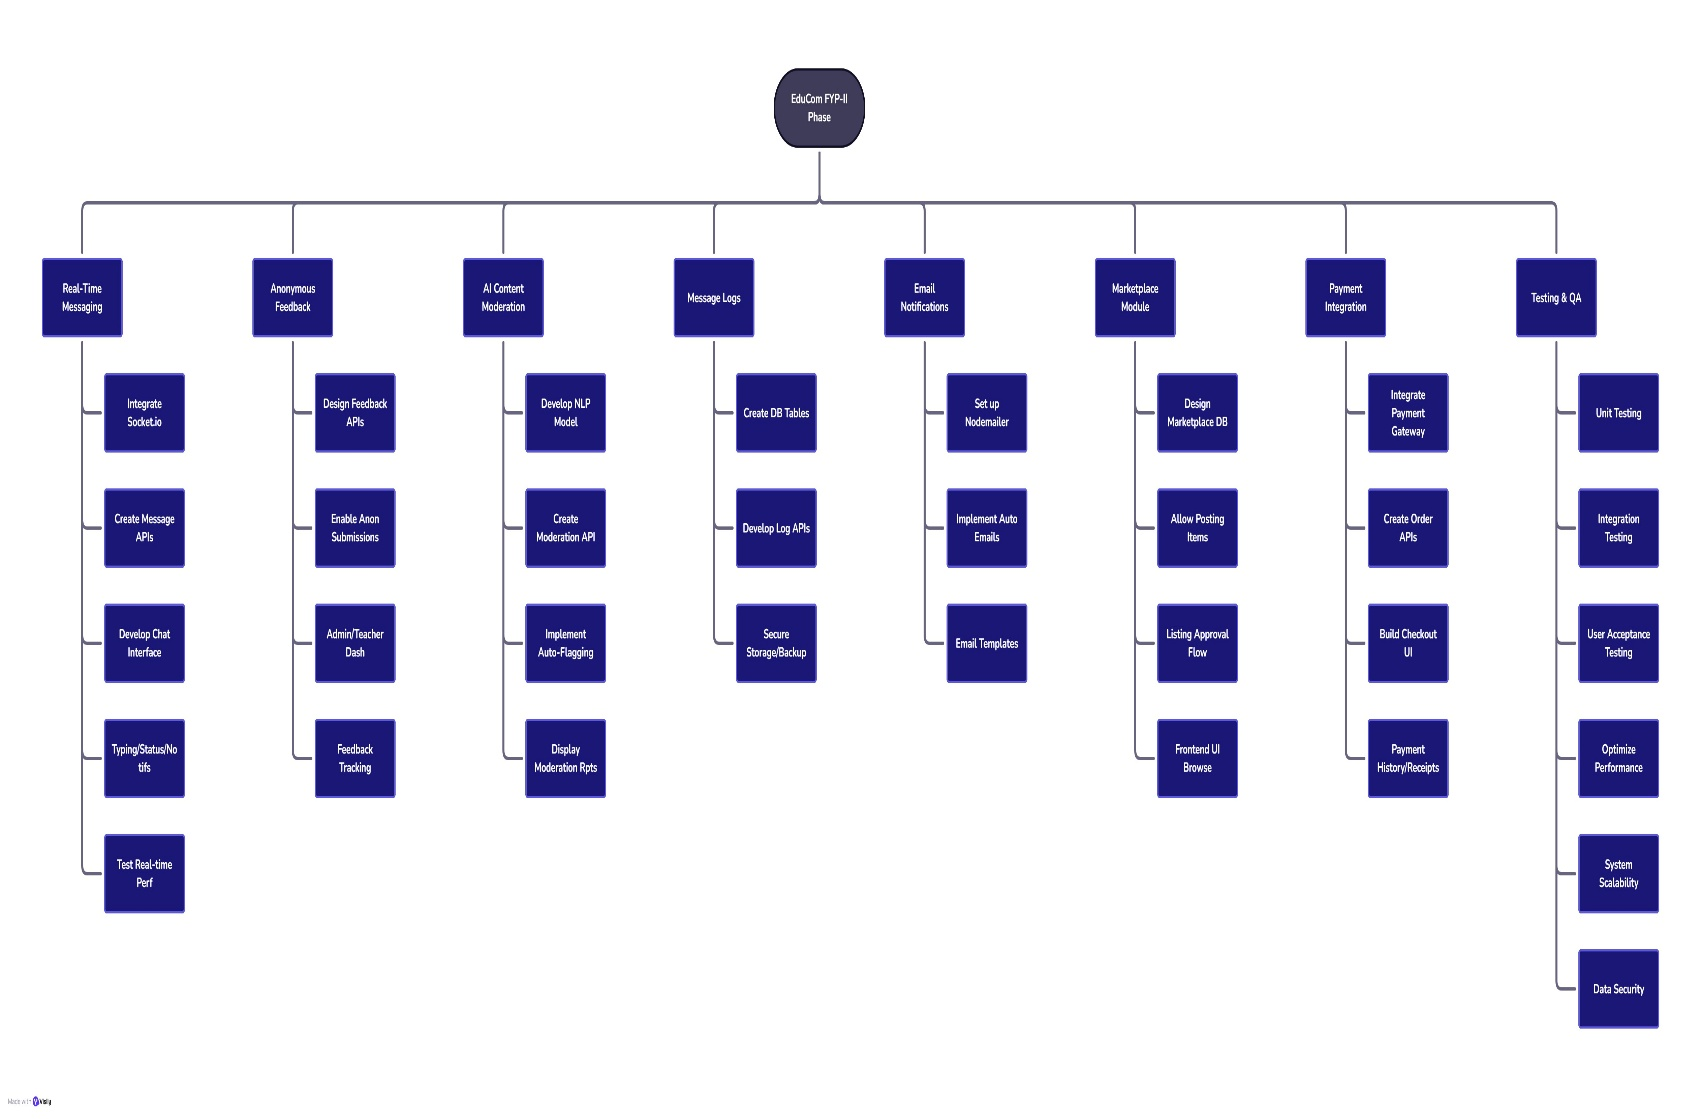 EduCom FYP-II
Phase
Real-Time
Messaging
Integrate
Socket.io
Create Message
APIs
Develop Chat
Interface
Typing/Status/No
tifs
Test Real-time
Perf
Anonymous
Feedback
Design Feedback
APIs
Enable Anon
Submissions
Admin/Teacher
Dash
Feedback
Tracking
AI Content
Moderation
Develop NLP
Model
Create
Moderation API
Implement
Auto-Flagging
Display
Moderation Rpts
Message Logs
Create DB Tables
Develop Log APIs
Secure
Storage/Backup
Email
Notifications
Set up
Nodemailer
Implement Auto
Emails
Email Templates
Marketplace
Module
Design
Marketplace DB
Allow Posting
Items
Listing Approval
Flow
Frontend UI
Browse
Payment
Integration
Integrate
Payment
Gateway
Create Order
APIs
Build Checkout
UI
Payment
History/Receipts
Testing & QA
Unit Testing
Integration
Testing
User Acceptance
Testing
Optimize
Performance
System
Scalability
Data Security
Made with Visily